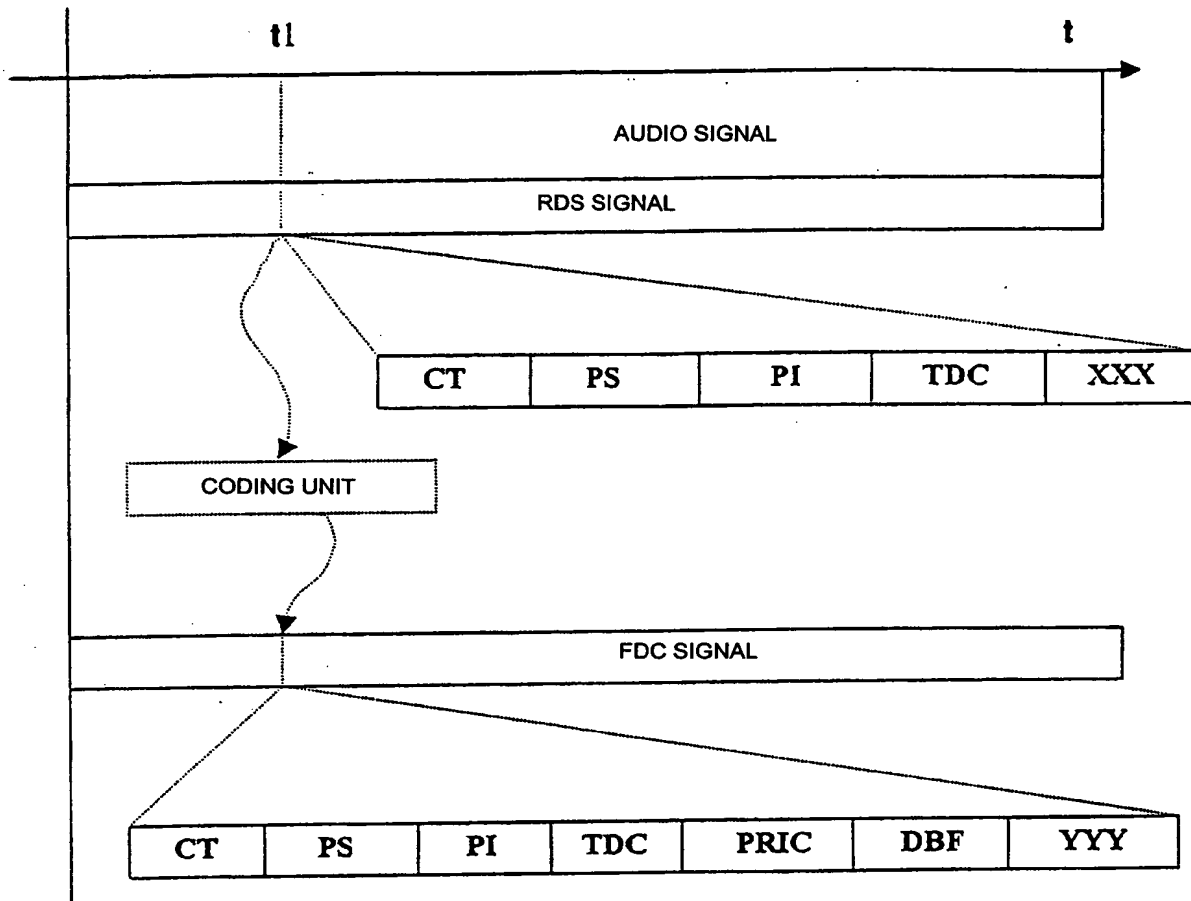 t1 t
AUDIO SIGNAL
RDS SIGNAL
CT PS PI TDC XXX
CODING UNIT
FDC SIGNAL
CT PS PI TDC PRIC DBF YYY